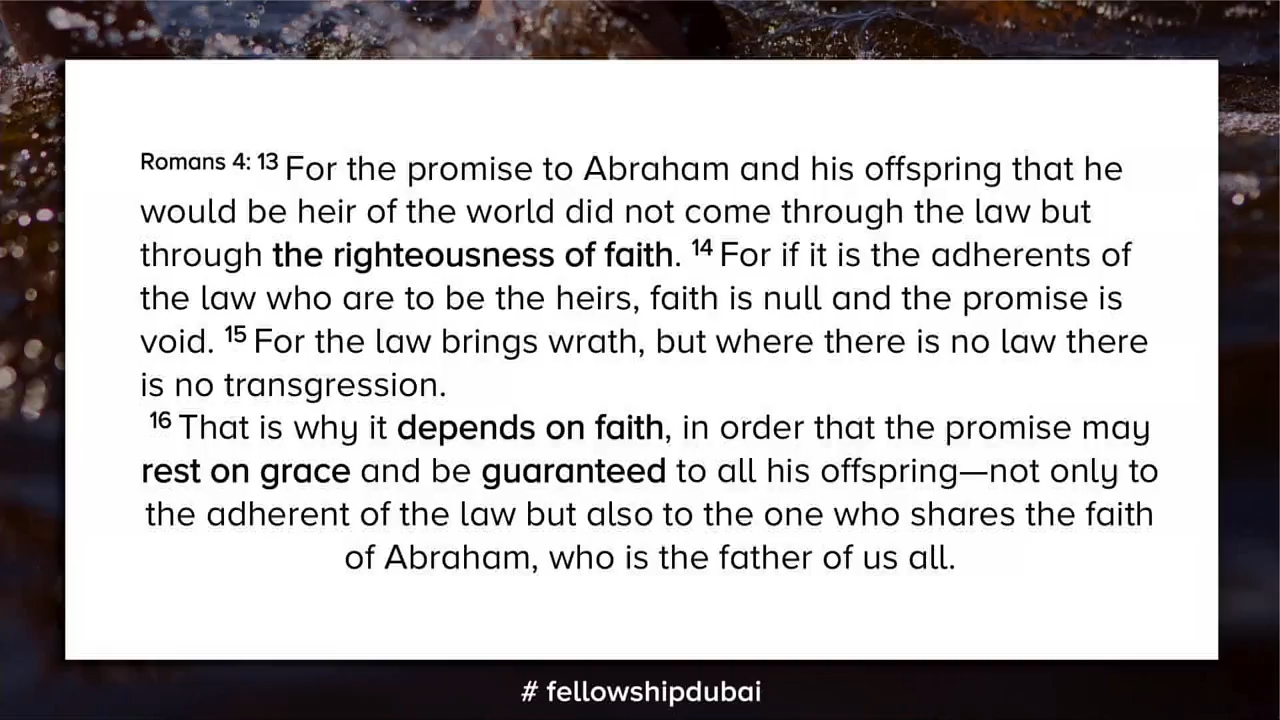 Romans 4: 13 For the promise to Abraham and his offspring that he
would be heir of the world did not come through the law but
through the righteousness of faith. 14 For if it is the adherents of
the law who are to be the heirs, faith is null and the promise is
void. 15 For the law brings wrath, but where there is no law there
is no transgression.
16 That is why it depends on faith, in order that the promise may
rest on grace and be guaranteed to all his offspring—not only to
the adherent of the law but also to the one who shares the faith
of Abraham, who is the father of us all.
# fellowshipdubai